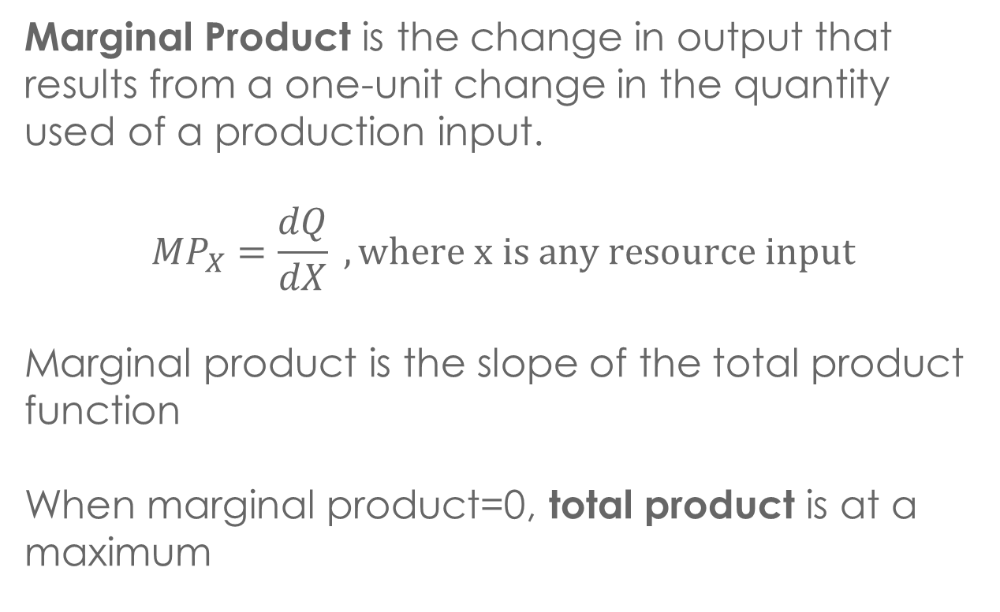 Marginal Product is the change in output that
results from a one-unit change in the quantity
used of a production input.
MP_X = dQ/dX , where x is any resource input
Marginal product is the slope of the total product
function
When marginal product=0, total product is at a
maximum